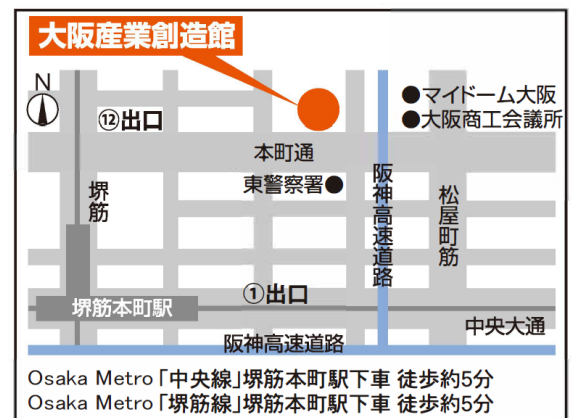 大阪産業創造館
N
⑫出口
●マイドーム大阪
●大阪商工会議所
本町通
東警察署●
堺筋
阪神高速道路
松屋町筋
①出口
堺筋本町駅
中央大通
阪神高速道路
Osaka Metro「中央線」堺筋本町駅下車 徒歩約5分
Osaka Metro「堺筋線」堺筋本町駅下車 徒歩約5分